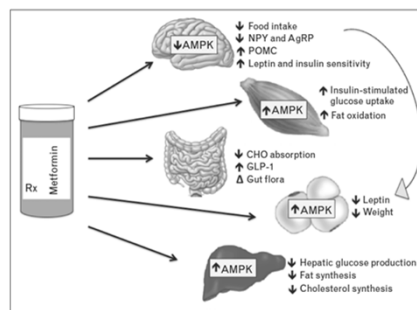 ↓AMPK
↓ Food intake
↓ NPY and AgRP
↑ POMC
↑ Leptin and insulin sensitivity
↑AMPK
↑ Insulin-stimulated
glucose uptake
↑ Fat oxidation
Rx
Metformin
↓ CHO absorption
↑ GLP-1
Δ Gut flora
↑AMPK
↓ Leptin
↓ Weight
↑AMPK
↓ Hepatic glucose production
↓ Fat synthesis
↓ Cholesterol synthesis